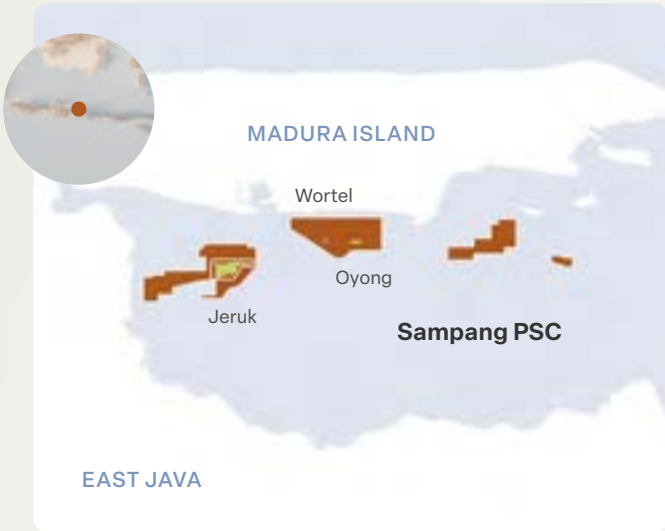 MADURA ISLAND
Wortel
Oyong
Jeruk
Sampang PSC
EAST JAVA